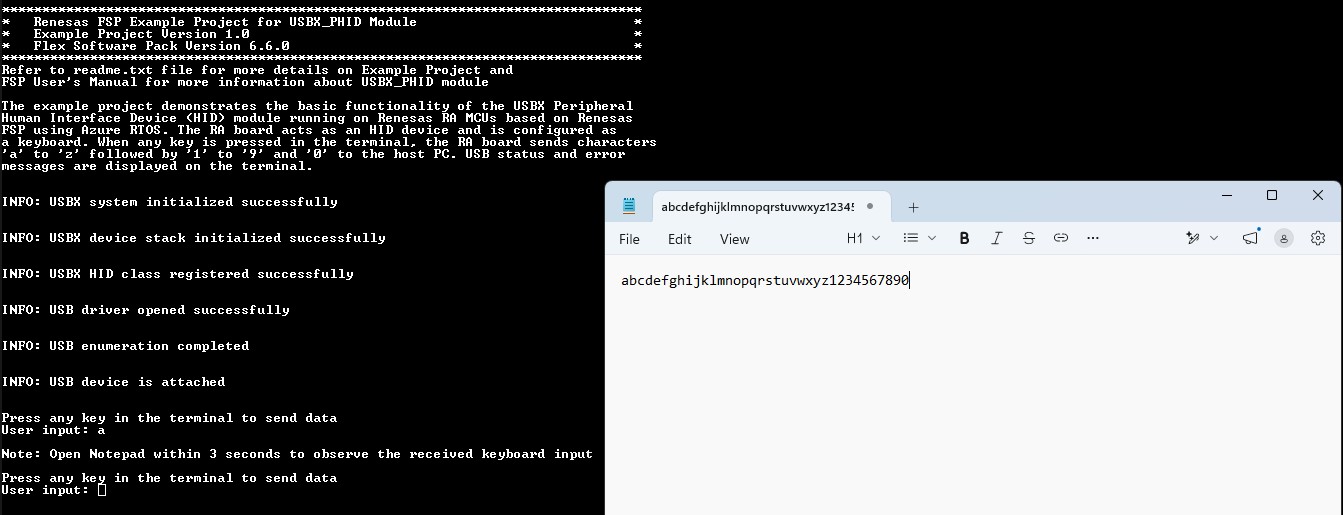 ********************************************************************************
*   Renesas FSP Example Project for USBX_PHID Module                           *
*   Example Project Version 1.0                                                *
*   Flex Software Pack Version 6.6.0                                           *
********************************************************************************
Refer to readme.txt file for more details on Example Project and
FSP User's Manual for more information about USBX_PHID module
The example project demonstrates the basic functionality of the USBX Peripheral
Human Interface Device (HID) module running on Renesas RA MCUs based on Renesas
FSP using Azure RTOS. The RA board acts as an HID device and is configured as
a keyboard. When any key is pressed in the terminal, the RA board sends characters
'a' to 'z' followed by '1' to '9' and '0' to the host PC. USB status and error
messages are displayed on the terminal.
INFO: USBX system initialized successfully
INFO: USBX device stack initialized successfully
INFO: USBX HID class registered successfully
INFO: USB driver opened successfully
INFO: USB enumeration completed
INFO: USB device is attached
Press any key in the terminal to send data
User input: a
Note: Open Notepad within 3 seconds to observe the received keyboard input
Press any key in the terminal to send data
User input:
abcdefghijklmnopqrstuvwxyz12345
File Edit View H1 B I S
abcdefghijklmnopqrstuvwxyz1234567890